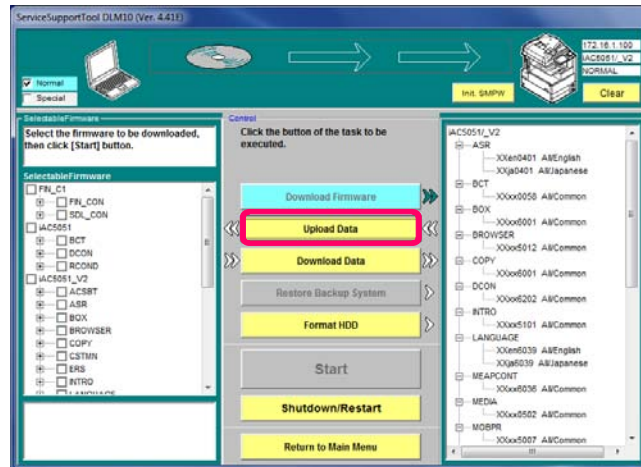 ServiceSupportTool DLM10 (Ver. 4.41E)
172.16.1.100
iAC5051/_V2
NORMAL
Normal
Special
Init. SMPW
Clear
SelectableFirmware
Select the firmware to be downloaded,
then click [Start] button.
SelectableFirmware
FIN_C1
FIN_CON
SDL_CON
iAC5051
BCT
DCON
RCOND
iAC5051_V2
ACSBT
ASR
BOX
BROWSER
COPY
CSTMN
ERS
INTRO
LANGUAGE
Control
Click the button of the task to be
executed.
Download Firmware
Upload Data
Download Data
Restore Backup System
Format HDD
Start
Shutdown/Restart
Return to Main Menu
iAC5051/_V2
ASR
XXen0401 All/English
XXja0401 All/Japanese
BCT
XXxx0058 All/Common
BOX
XXxx6001 All/Common
BROWSER
XXxx5012 All/Common
COPY
XXxx6001 All/Common
DCON
XXxx6202 All/Common
INTRO
XXxx5101 All/Common
LANGUAGE
XXen6039 All/English
XXja6039 All/Japanese
MEAPCONT
XXxx6036 All/Common
MEDIA
XXxx0502 All/Common
MOBPR
XXxx5007 All/Common